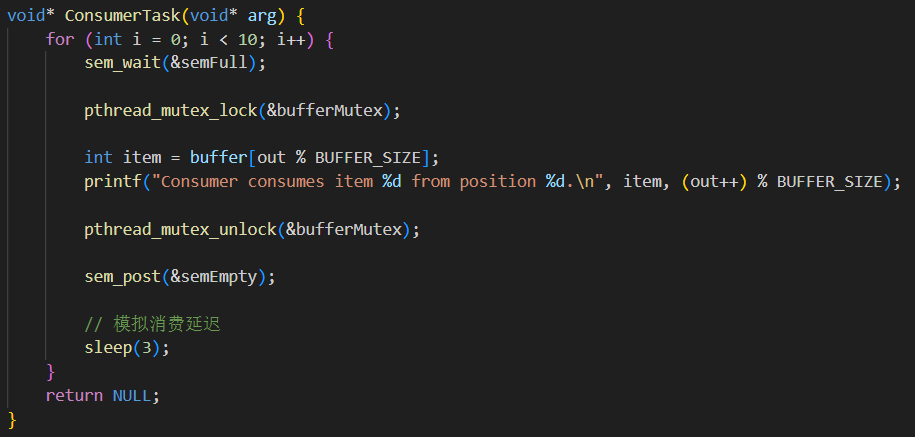 void* ConsumerTask(void* arg) {
    for (int i = 0; i < 10; i++) {
        sem_wait(&semFull);

        pthread_mutex_lock(&bufferMutex);

        int item = buffer[out % BUFFER_SIZE];
        printf("Consumer consumes item %d from position %d.\n", item, (out++) % BUFFER_SIZE);

        pthread_mutex_unlock(&bufferMutex);

        sem_post(&semEmpty);

        // 模拟消费延迟
        sleep(3);
    }
    return NULL;
}